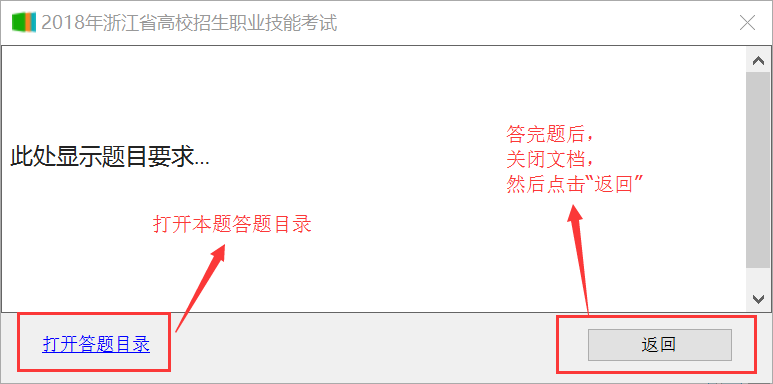 2018年浙江省高校招生职业技能考试
答完题后，
关闭文档，
此处显示题目要求...
然后点击“返回”
打开本题答题目录
打开答题目录
返回